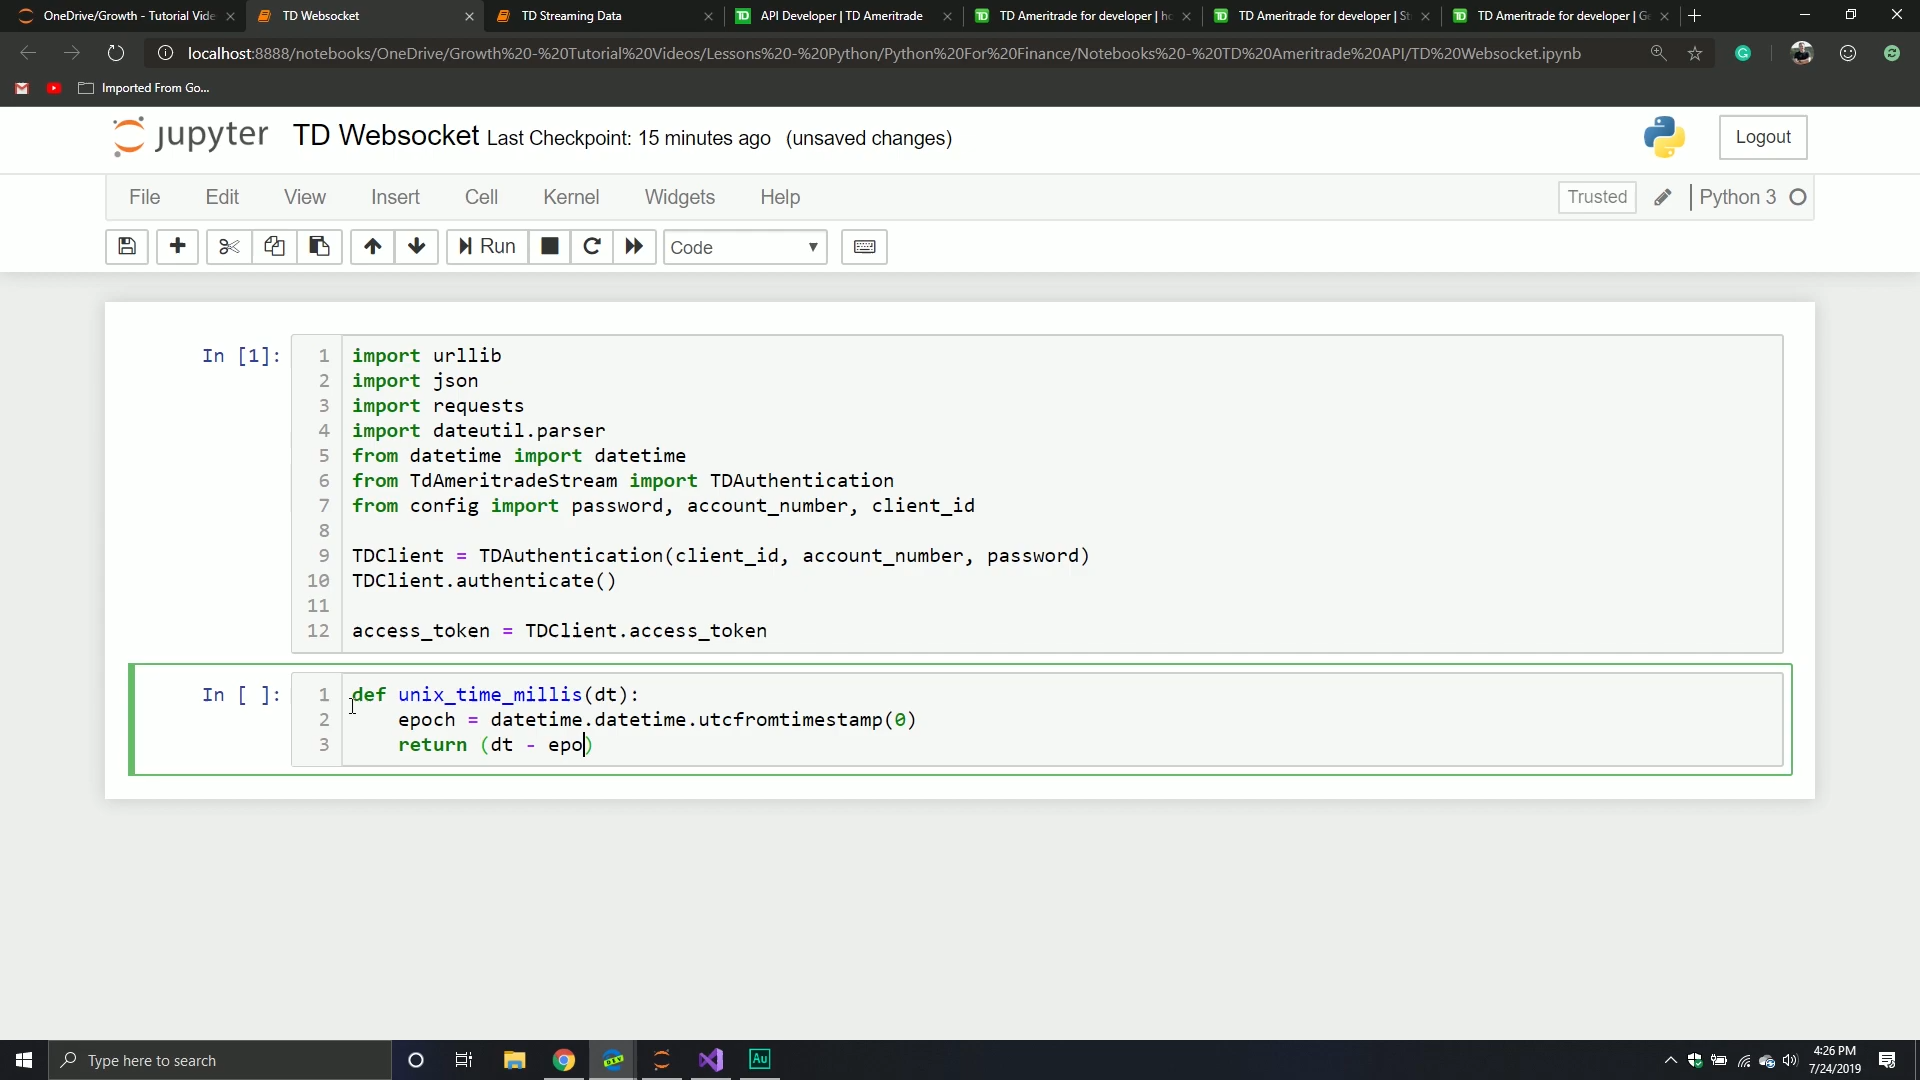 OneDrive/Growth - Tutorial Vide
TD Websocket
TD Streaming Data
API Developer | TD Ameritrade
TD Ameritrade for developer | ho
TD Ameritrade for developer | St
TD Ameritrade for developer | Ge
localhost:8888/notebooks/OneDrive/Growth%20-%20Tutorial%20Videos/Lessons%20-%20Python/Python%20For%20Finance/Notebooks%20-%20TD%20Ameritrade%20API/TD%20Websocket.ipynb
Imported From Go...
jupyter TD Websocket Last Checkpoint: 15 minutes ago (unsaved changes)
Logout
File Edit View Insert Cell Kernel Widgets Help
Trusted Python 3
Run Code
In [1]:
1 import urllib
2 import json
3 import requests
4 import dateutil.parser
5 from datetime import datetime
6 from TdAmeritradeStream import TDAuthentication
7 from config import password, account_number, client_id
8
9 TDClient = TDAuthentication(client_id, account_number, password)
10 TDClient.authenticate()
11
12 access_token = TDClient.access_token
In [ ]:
1 def unix_time_millis(dt):
2 epoch = datetime.datetime.utcfromtimestamp(0)
3 return (dt - epo)
Type here to search
DEV
Au
4:26 PM
7/24/2019